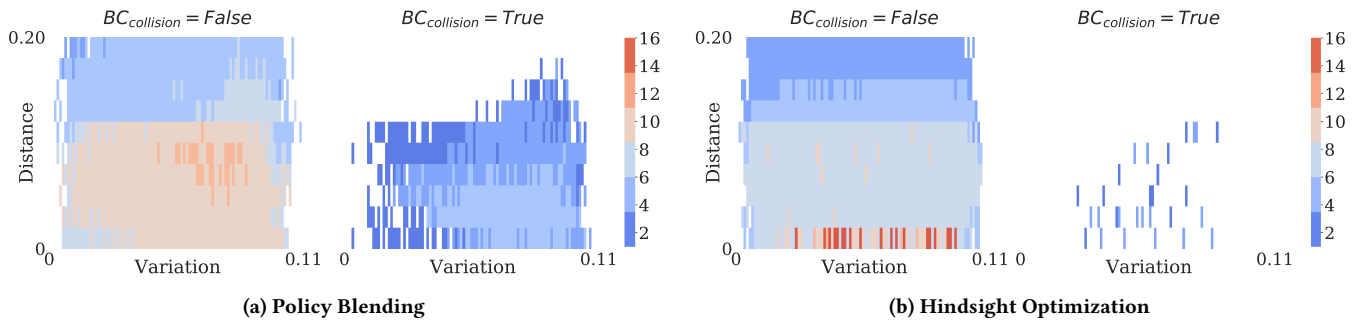 BC_collision = False
BC_collision = True
0.20
Distance
0
0
Variation
0.11
0
Variation
0.11
16
14
12
10
8
6
4
2
(a) Policy Blending
BC_collision = False
BC_collision = True
0.20
Distance
0
0
Variation
0.11
0
Variation
0.11
16
14
12
10
8
6
4
2
(b) Hindsight Optimization